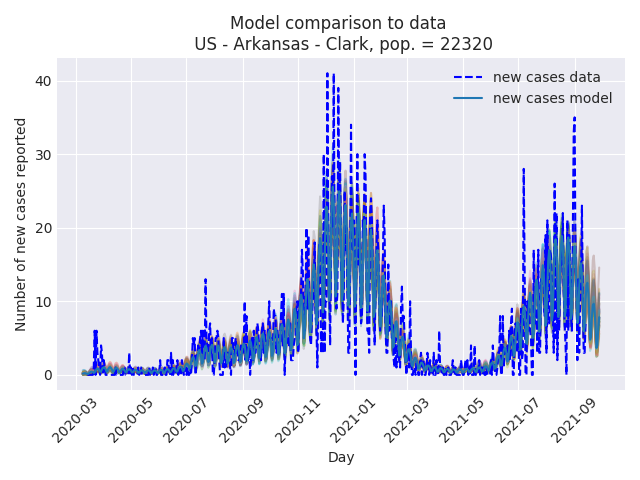 Model comparison to data
US - Arkansas - Clark, pop. = 22320
new cases data
new cases model
Number of new cases reported
40
30
20
10
0
2020-03
2020-05
2020-07
2020-09
2020-11
2021-01
2021-03
2021-05
2021-07
2021-09
Day